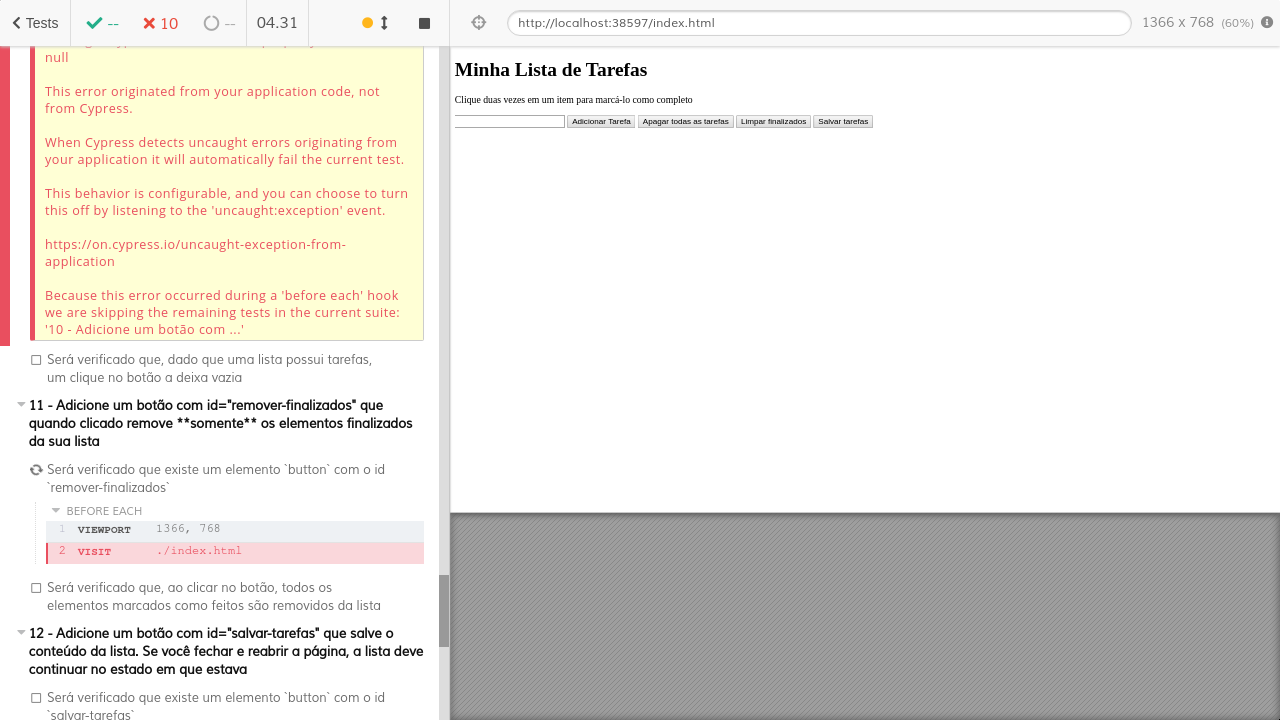 Tests
--
10
--
04.31
http://localhost:38597/index.html
1366 x 768 (60%)
null
This error originated from your application code, not
from Cypress.
When Cypress detects uncaught errors originating from
your application it will automatically fail the current test.
This behavior is configurable, and you can choose to turn
this off by listening to the 'uncaught:exception' event.
https://on.cypress.io/uncaught-exception-from-
application
Because this error occurred during a 'before each' hook
we are skipping the remaining tests in the current suite:
'10 - Adicione um botão com ...'
Será verificado que, dado que uma lista possui tarefas,
um clique no botão a deixa vazia
11 - Adicione um botão com id="remover-finalizados" que
quando clicado remove **somente** os elementos finalizados
da sua lista
Será verificado que existe um elemento `button` com o id
`remover-finalizados`
BEFORE EACH
1 VIEWPORT 1366, 768
2 VISIT ./index.html
Será verificado que, ao clicar no botão, todos os
elementos marcados como feitos são removidos da lista
12 - Adicione um botão com id="salvar-tarefas" que salve o
conteúdo da lista. Se você fechar e reabrir a página, a lista deve
continuar no estado em que estava
Será verificado que existe um elemento `button` com o id
`salvar-tarefas`
Minha Lista de Tarefas
Clique duas vezes em um item para marcá-lo como completo
Adicionar Tarefa Apagar todas as tarefas Limpar finalizados Salvar tarefas